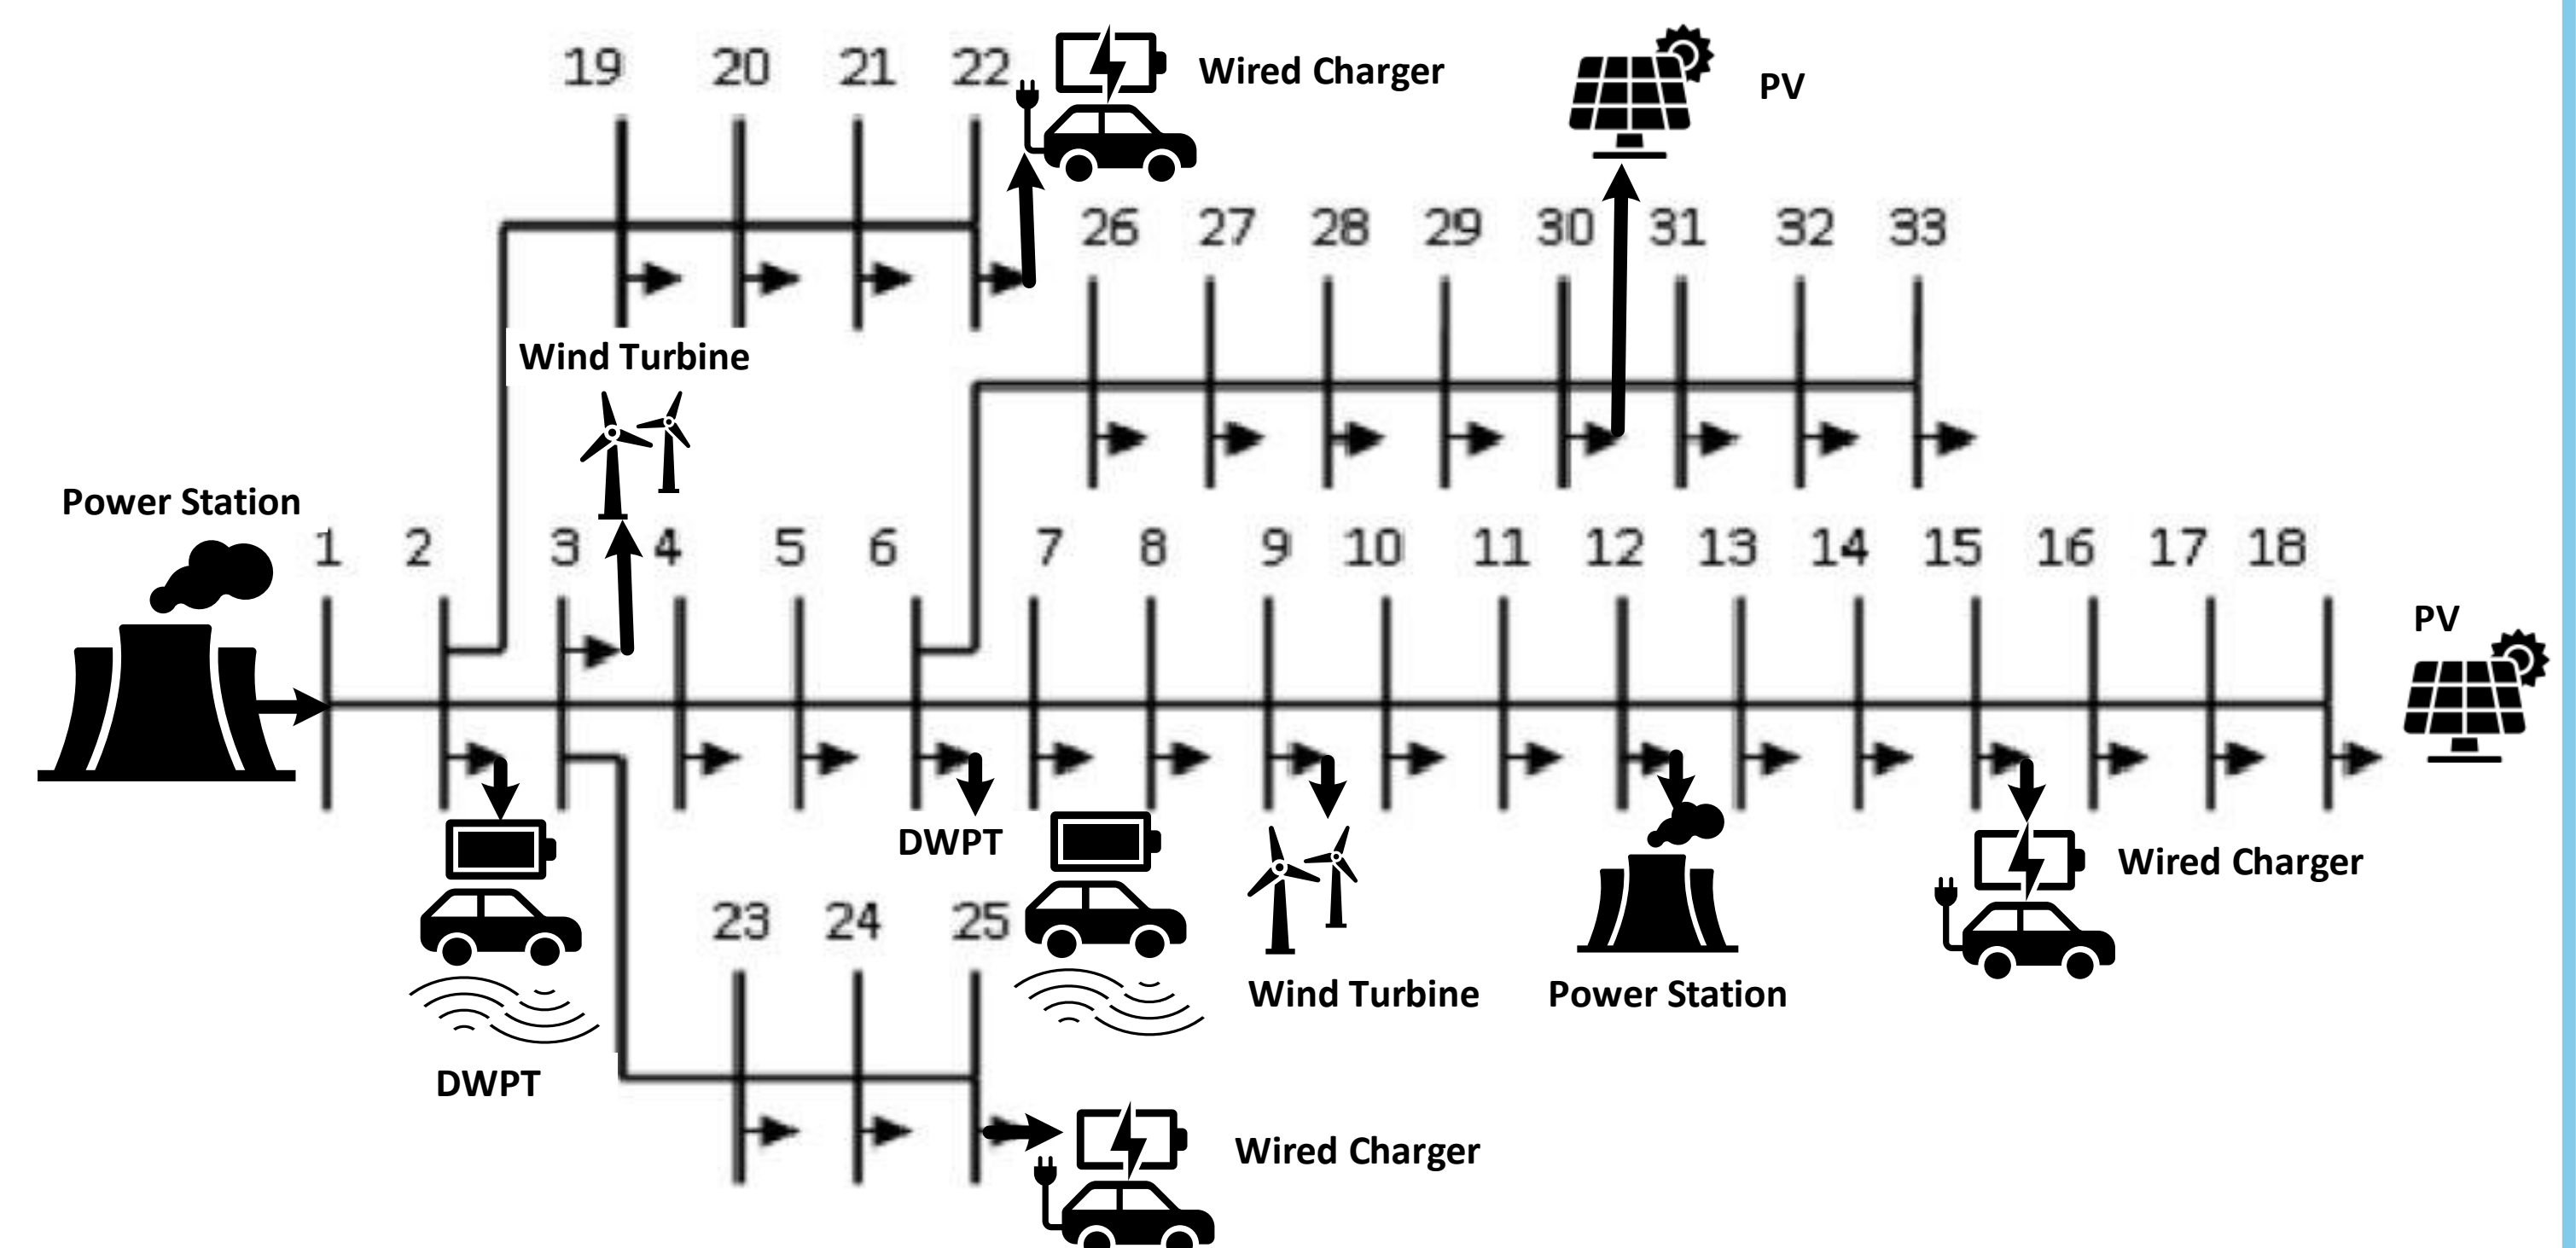 19 20 21 22
Wired Charger
PV
26 27 28 29 30 31 32 33
Wind Turbine
Power Station
1 2 3 4 5 6 7 8 9 10 11 12 13 14 15 16 17 18
PV
DWPT
Wired Charger
23 24 25
Wind Turbine
Power Station
DWPT
Wired Charger